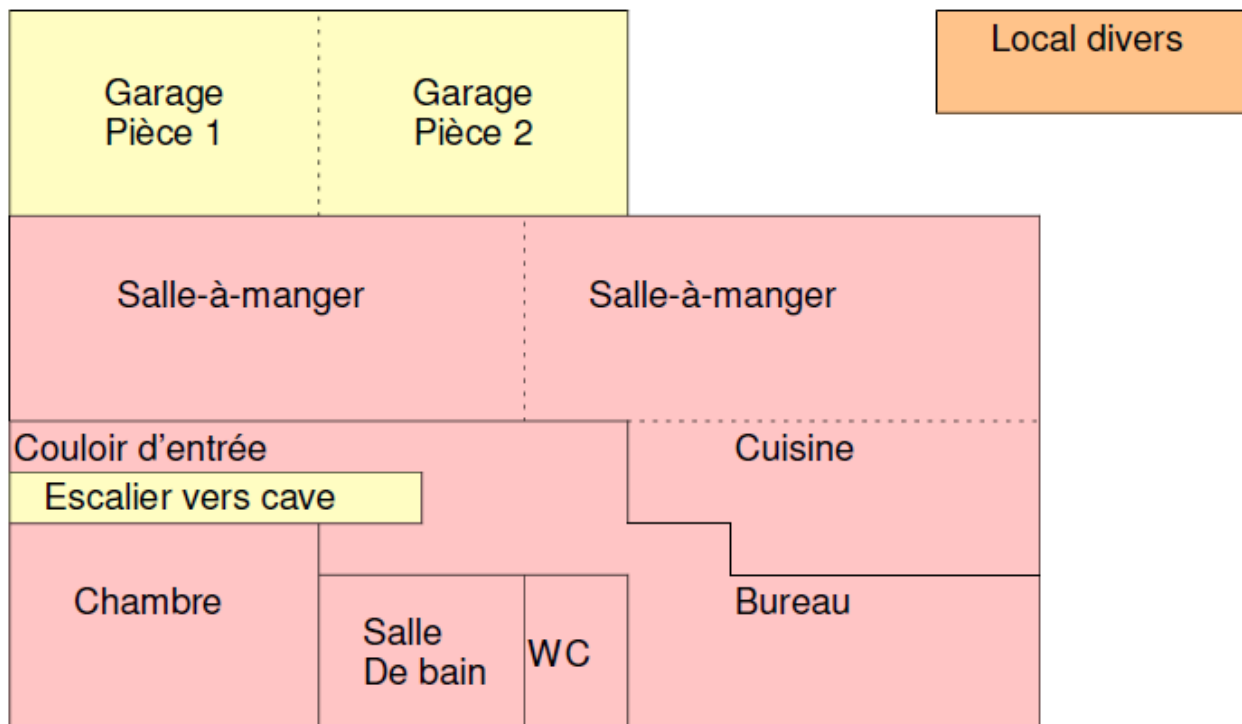 Garage
Pièce 1
Garage
Pièce 2
Local divers
Salle-à-manger
Salle-à-manger
Couloir d'entrée
Cuisine
Escalier vers cave
Chambre
Bureau
Salle
De bain
WC